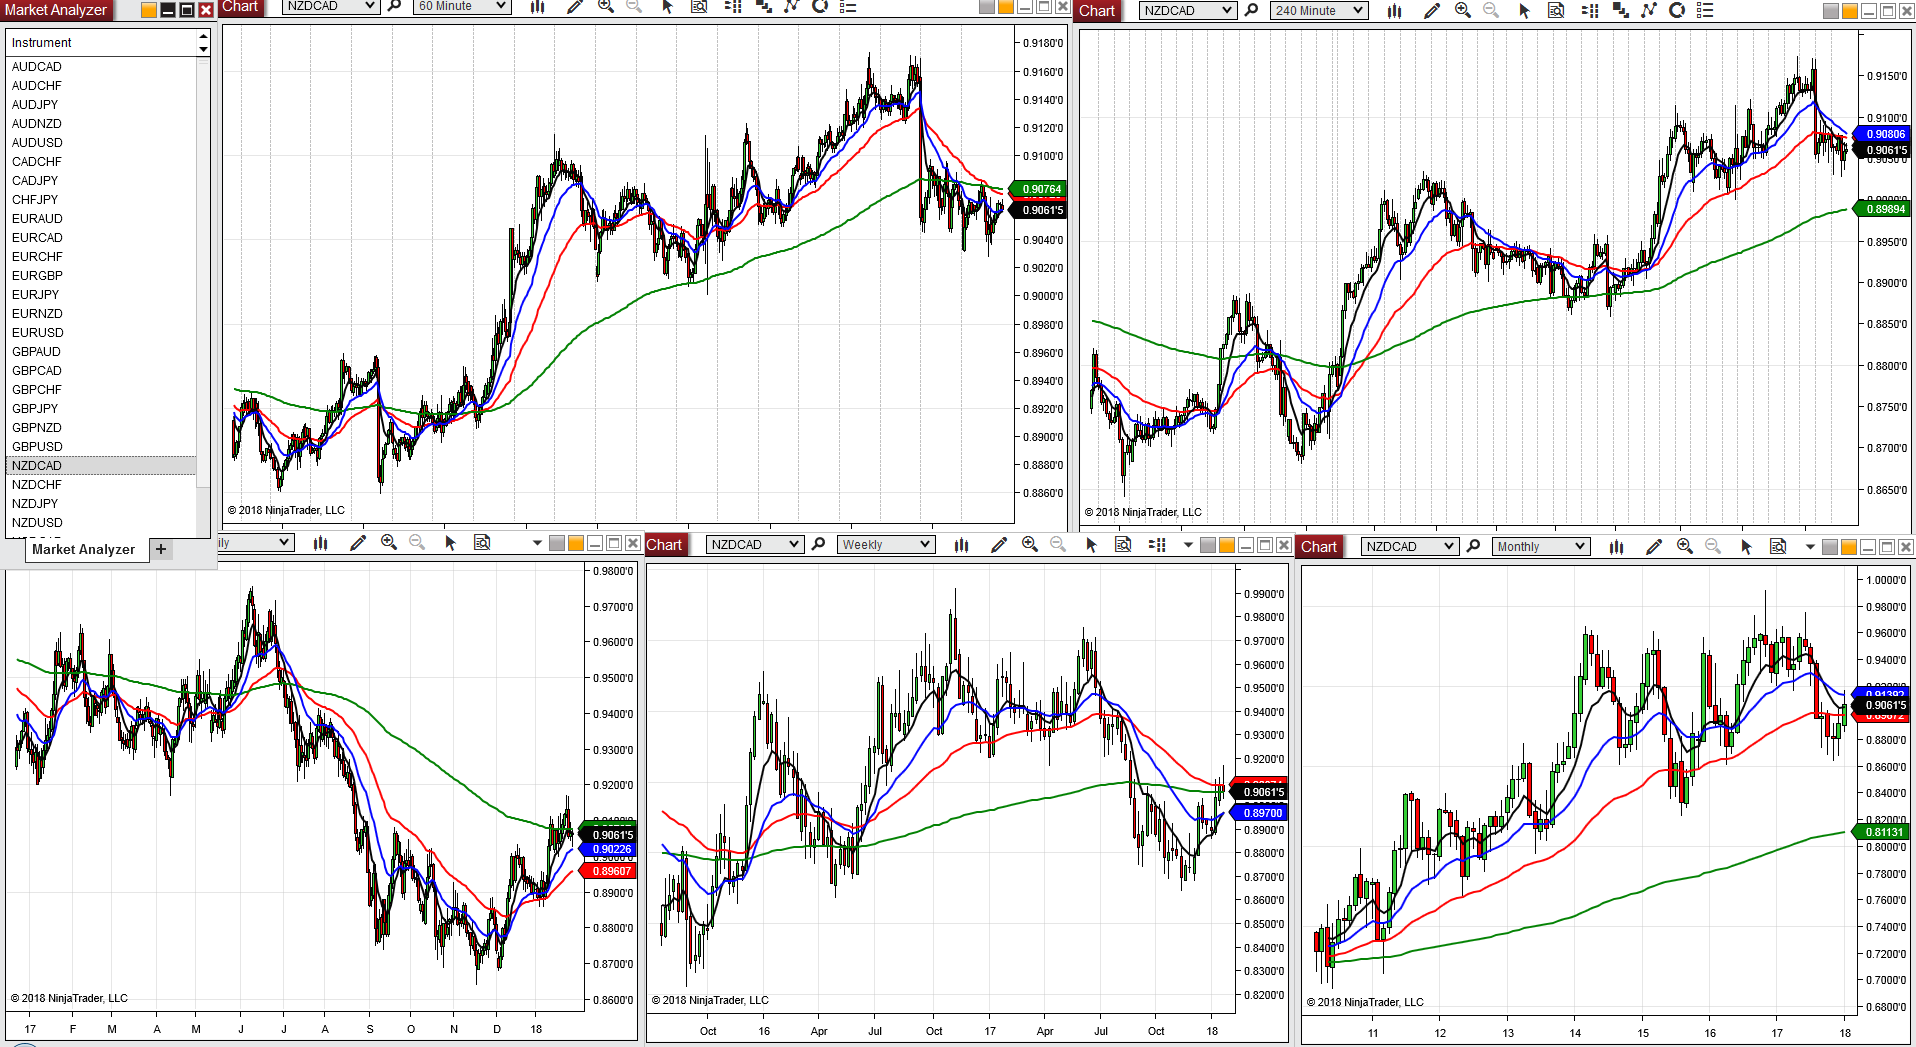 Market Analyzer
Instrument
AUDCAD
AUDCHF
AUDJPY
AUDNZD
AUDUSD
CADCHF
CADJPY
CHFJPY
EURAUD
EURCAD
EURCHF
EURGBP
EURJPY
EURNZD
EURUSD
GBPAUD
GBPCAD
GBPCHF
GBPJPY
GBPNZD
GBPUSD
NZDCAD
NZDCHF
NZDJPY
NZDUSD
Market Analyzer +
Chart NZDCAD 60 Minute
0.9180'0
0.9160'0
0.9140'0
0.9120'0
0.9100'0
0.90764
0.9061'5
0.9040'0
0.9020'0
0.9000'0
0.8980'0
0.8960'0
0.8940'0
0.8920'0
0.8900'0
0.8880'0
0.8860'0
© 2018 NinjaTrader, LLC
Chart NZDCAD 240 Minute
0.9150'0
0.9100'0
0.90806
0.9061'5
0.89894
0.8950'0
0.8900'0
0.8850'0
0.8800'0
0.8750'0
0.8700'0
0.8650'0
© 2018 NinjaTrader, LLC
ily
0.9800'0
0.9700'0
0.9600'0
0.9500'0
0.9400'0
0.9300'0
0.9200'0
0.9061'5
0.90226
0.89607
0.8900'0
0.8800'0
0.8700'0
0.8600'0
© 2018 NinjaTrader, LLC
17 F M A M J J A S O N D 18
Chart NZDCAD Weekly
0.9900'0
0.9800'0
0.9700'0
0.9600'0
0.9500'0
0.9400'0
0.9300'0
0.9200'0
0.9061'5
0.89700
0.8900'0
0.8800'0
0.8700'0
0.8600'0
0.8500'0
0.8400'0
0.8300'0
0.8200'0
© 2018 NinjaTrader, LLC
Oct 16 Apr Jul Oct 17 Apr Jul Oct 18
Chart NZDCAD Monthly
1.0000'0
0.9800'0
0.9600'0
0.9400'0
0.9061'5
0.8800'0
0.8600'0
0.8400'0
0.81131
0.8000'0
0.7800'0
0.7600'0
0.7400'0
0.7200'0
0.7000'0
0.6800'0
© 2018 NinjaTrader, LLC
11 12 13 14 15 16 17 18